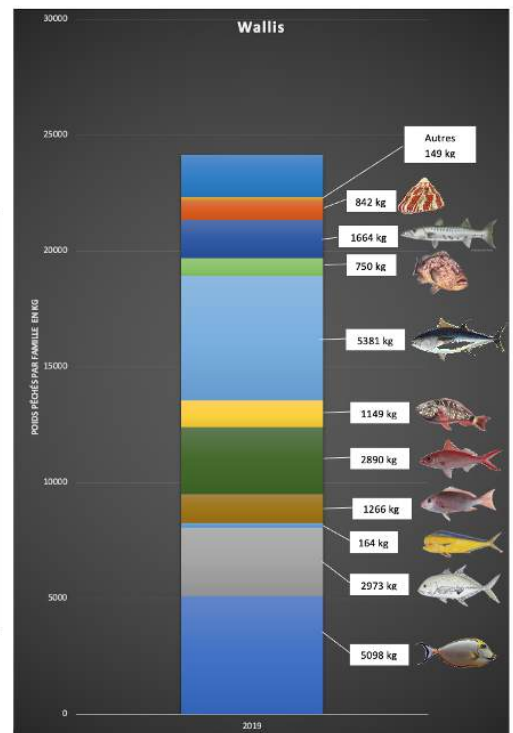 Wallis
30000
25000
20000
15000
10000
5000
0
POIDS PÊCHÉS PAR FAMILLE EN KG
Autres
149 kg
842 kg
1664 kg
750 kg
5381 kg
1149 kg
2890 kg
1266 kg
164 kg
2973 kg
5098 kg
2019